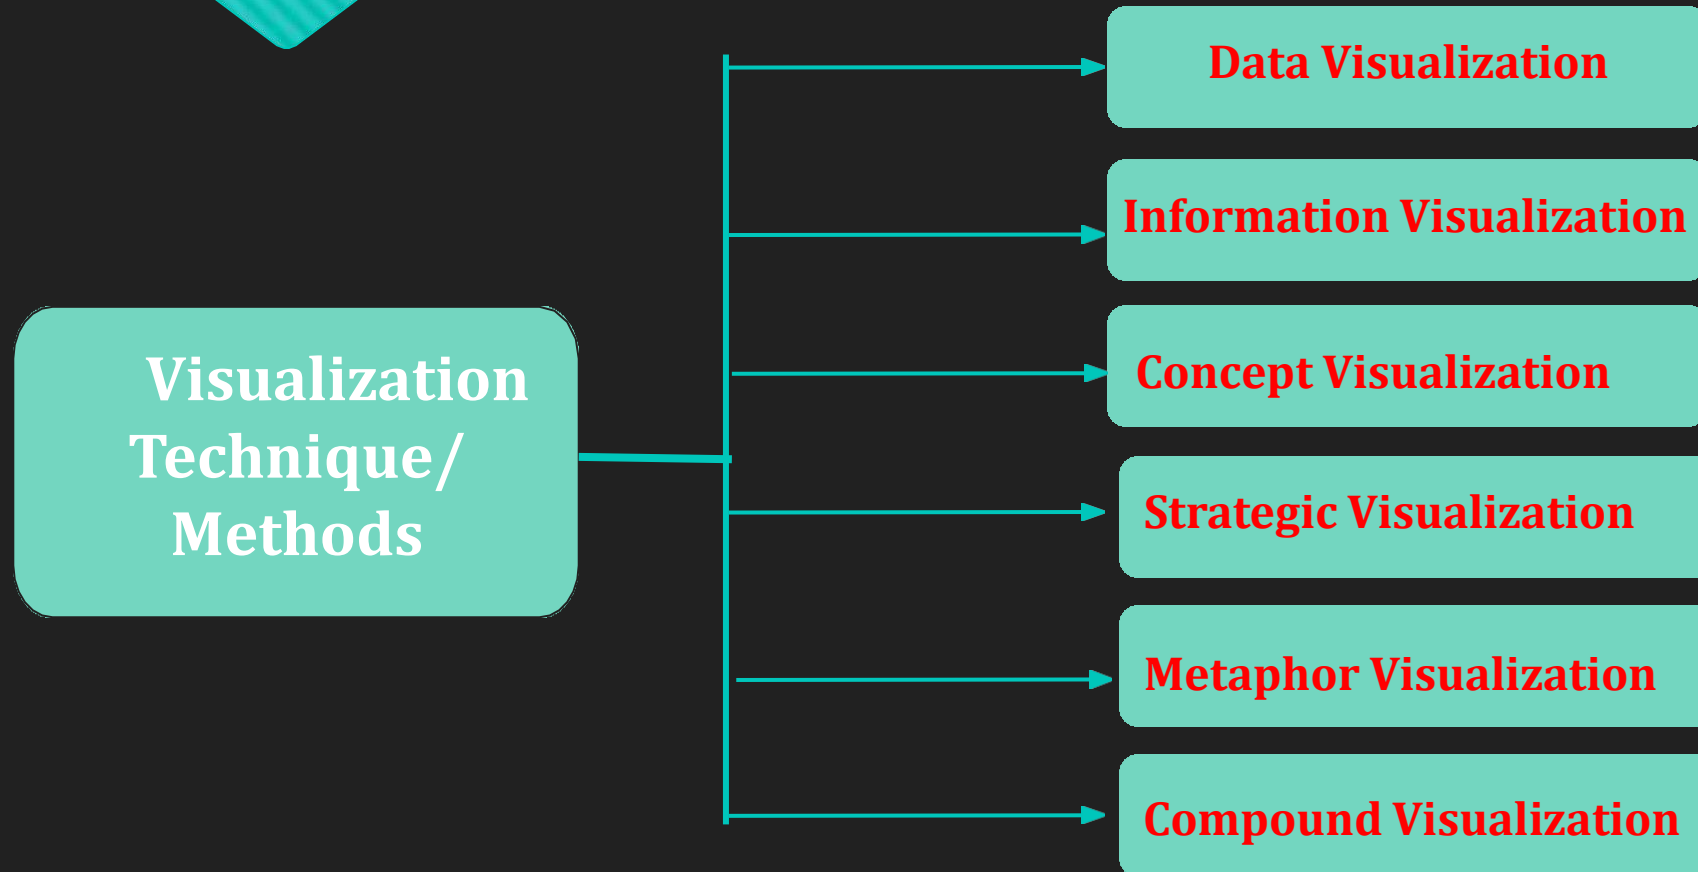 Visualization
Technique/
Methods
Data Visualization
Information Visualization
Concept Visualization
Strategic Visualization
Metaphor Visualization
Compound Visualization